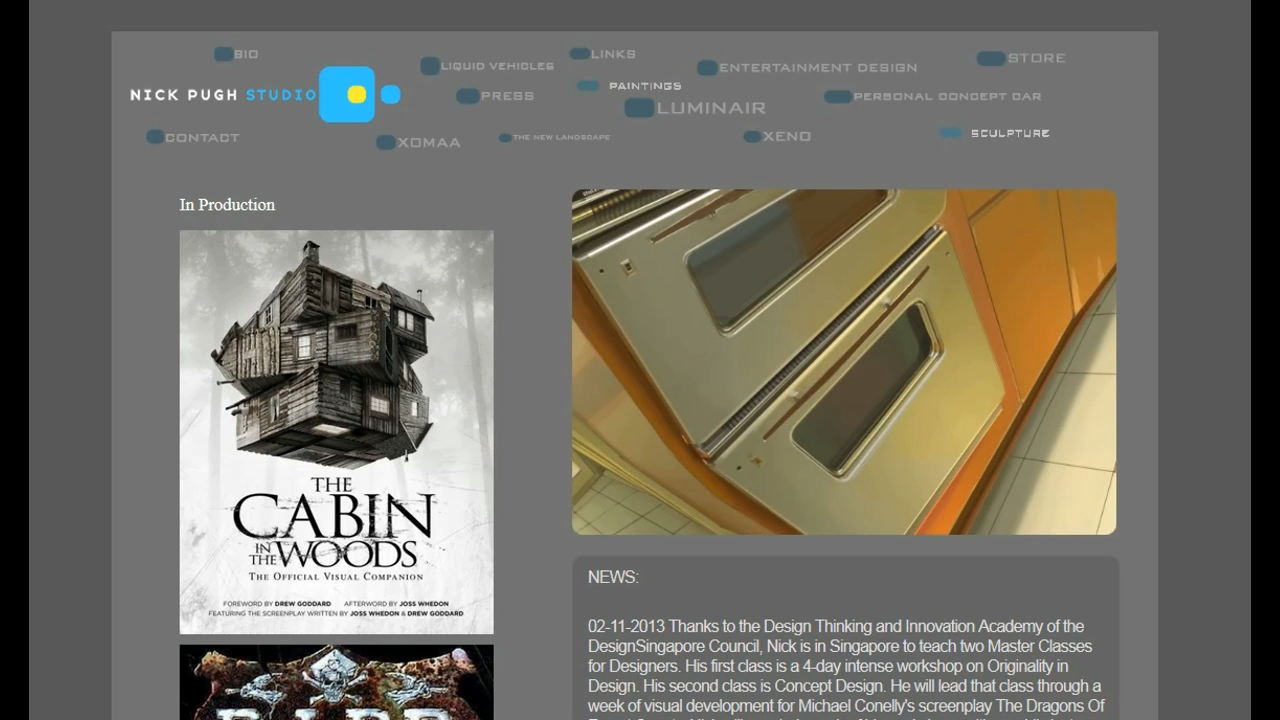 BIO
LINKS
STORE
LIQUID VEHICLES
ENTERTAINMENT DESIGN
PAINTINGS
NICK PUGH STUDIO
PRESS
PERSONAL CONCEPT CAR
LUMINAIR
CONTACT
XOMAA
THE NEW LANDSCAPE
XENO
SCULPTURE
In Production
THE
CABIN
IN THE WOODS
THE OFFICIAL VISUAL COMPANION
FOREWORD BY DREW GODDARD AFTERWORD BY JOSS WHEDON
FEATURING THE SCREENPLAY WRITTEN BY JOSS WHEDON & DREW GODDARD
NEWS:
02-11-2013 Thanks to the Design Thinking and Innovation Academy of the
DesignSingapore Council, Nick is in Singapore to teach two Master Classes
for Designers. His first class is a 4-day intense workshop on Originality in
Design. His second class is Concept Design. He will lead that class through a
week of visual development for Michael Conelly's screenplay The Dragons Of